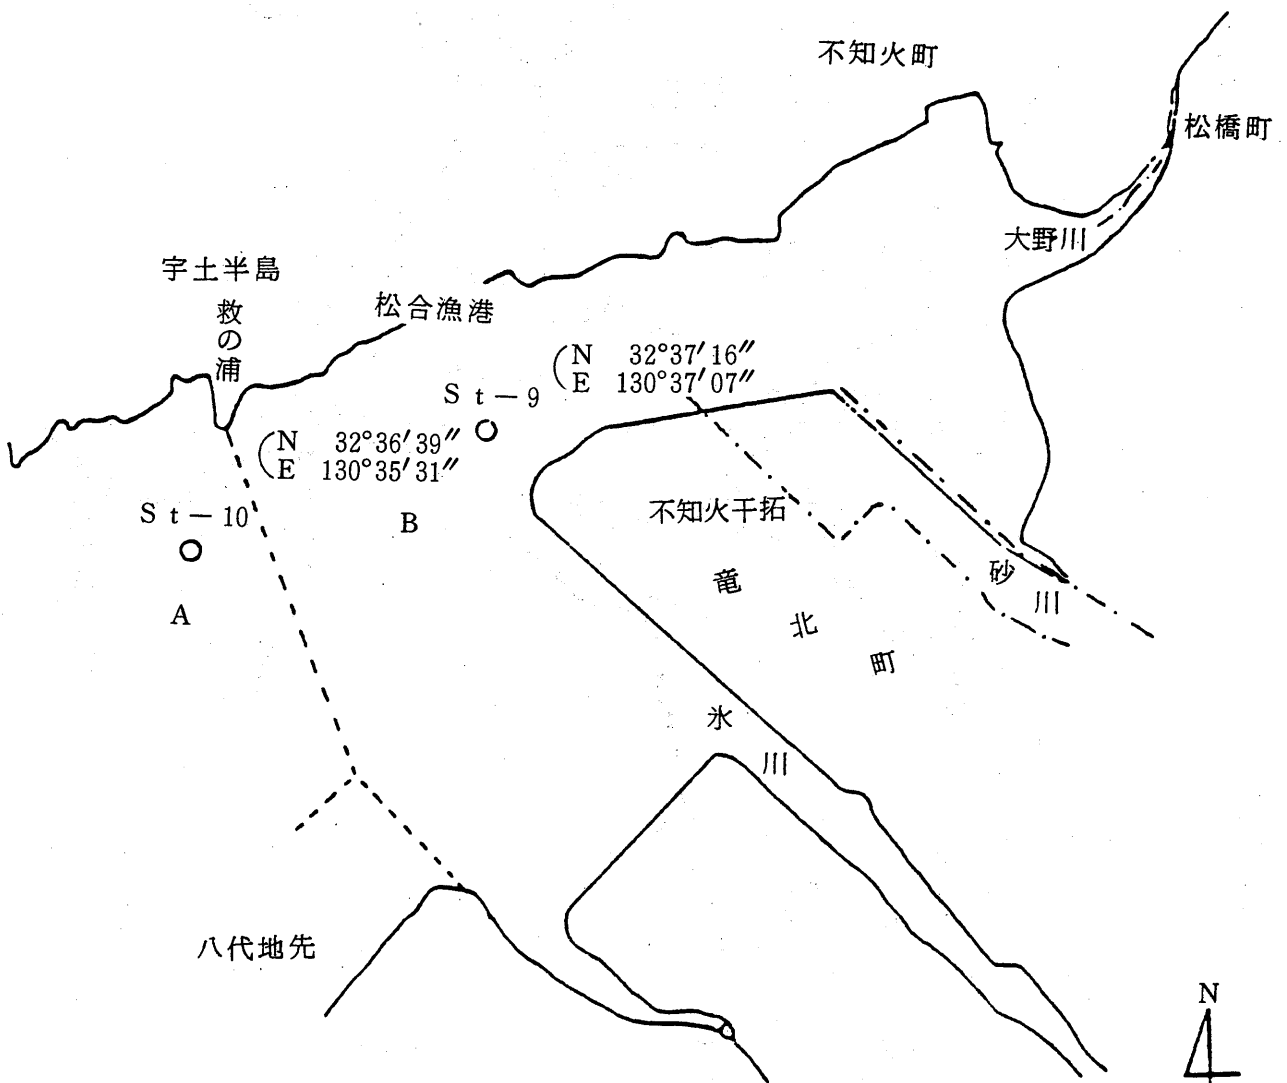 不知火町
松橋町
大野川
宇土半島
救の浦
松合漁港
St-9
(N 32°37′16″
E 130°37′07″
(N 32°36′39″
E 130°35′31″
St-10
A
B
不知火干拓
竜北町
砂川
氷川
八代地先
N